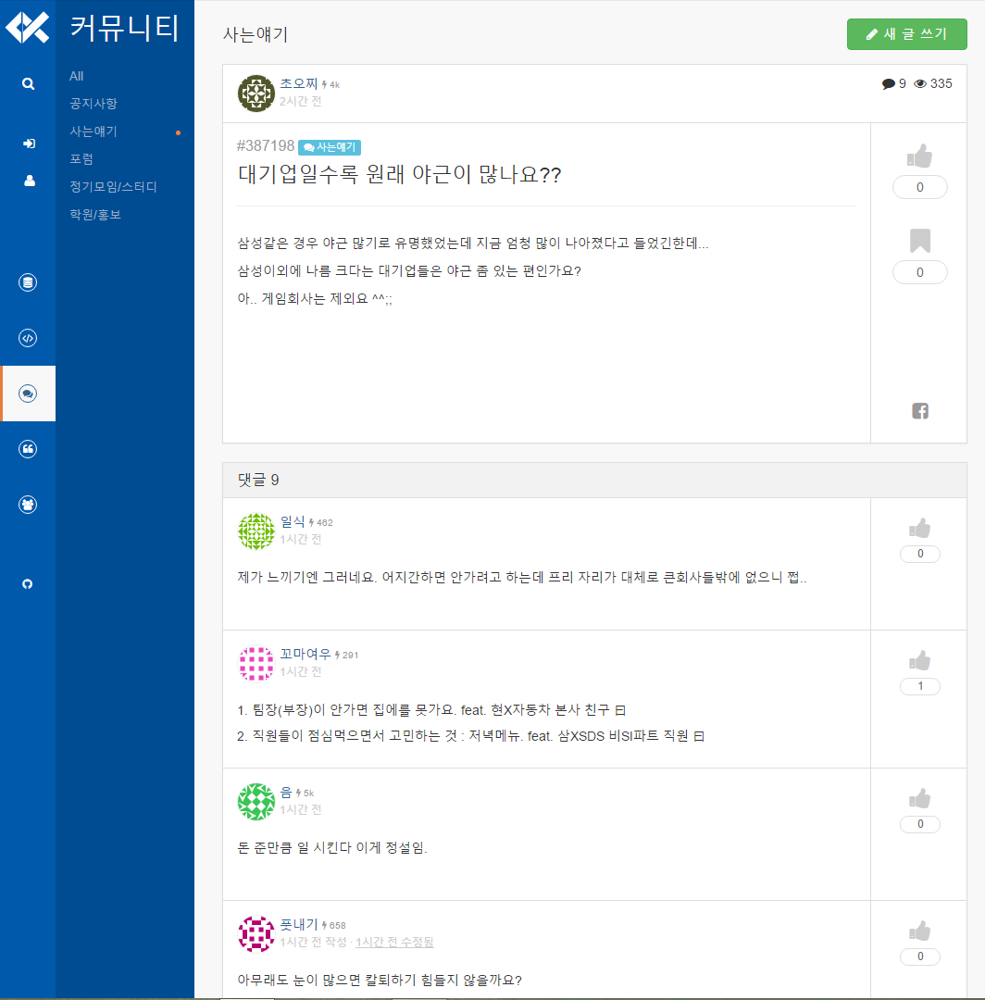 커뮤니티
All
공지사항
사는얘기
포럼
정기모임/스터디
학원/홍보
사는얘기
새 글 쓰기
초오찌 4k
2시간 전
9 335
#387198 사는얘기
대기업일수록 원래 야근이 많나요??
0
0
삼성같은 경우 야근 많기로 유명했었는데 지금 엄청 많이 나아졌다고 들었긴한데...
삼성이외에 나름 크다는 대기업들은 야근 좀 있는 편인가요?
아.. 게임회사는 제외요 ^^;;
댓글 9
일식 462
1시간 전
0
제가 느끼기엔 그러네요. 어지간하면 안가려고 하는데 프리 자리가 대체로 큰회사들밖에 없으니 쩝..
꼬마여우 291
1시간 전
1
1. 팀장(부장)이 안가면 집에를 못가요. feat. 현X자동차 본사 친구 曰
2. 직원들이 점심먹으면서 고민하는 것 : 저녁메뉴. feat. 삼XSDS 비SI파트 직원 曰
음 5k
1시간 전
0
돈 준만큼 일 시킨다 이게 정설임.
풋내기 658
1시간 전 작성 · 1시간 전 수정됨
0
아무래도 눈이 많으면 칼퇴하기 힘들지 않을까요?